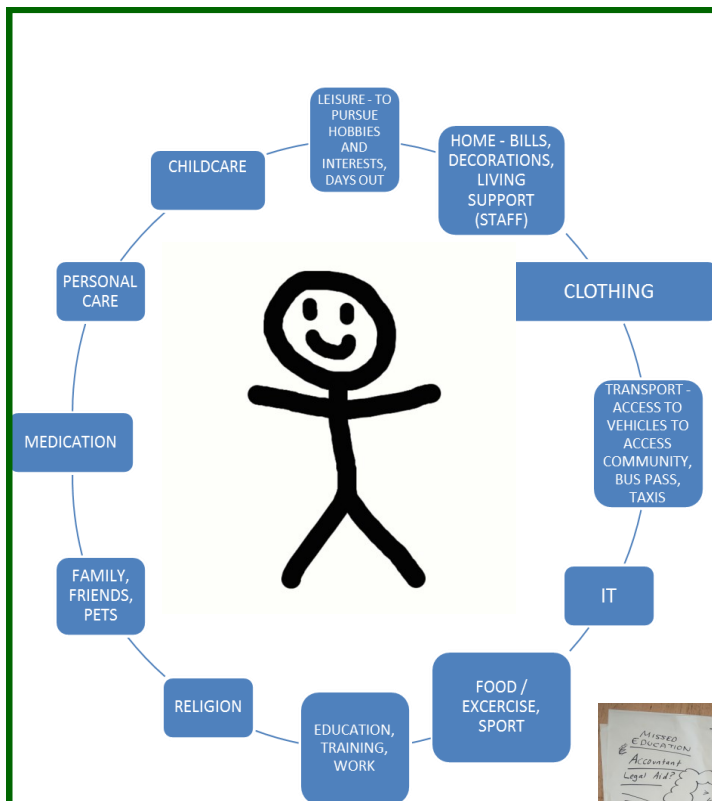 LEISURE - TO
PURSUE
HOBBIES
AND
INTERESTS,
DAYS OUT
HOME - BILLS,
DECORATIONS,
LIVING
SUPPORT
(STAFF)
CLOTHING
TRANSPORT -
ACCESS TO
VEHICLES TO
ACCESS
COMMUNITY,
BUS PASS,
TAXIS
IT
FOOD /
EXCERCISE,
SPORT
EDUCATION,
TRAINING,
WORK
RELIGION
FAMILY,
FRIENDS,
PETS
MEDICATION
PERSONAL
CARE
CHILDCARE
MISSED
EDUCATION
Accountant
Legal Aid?